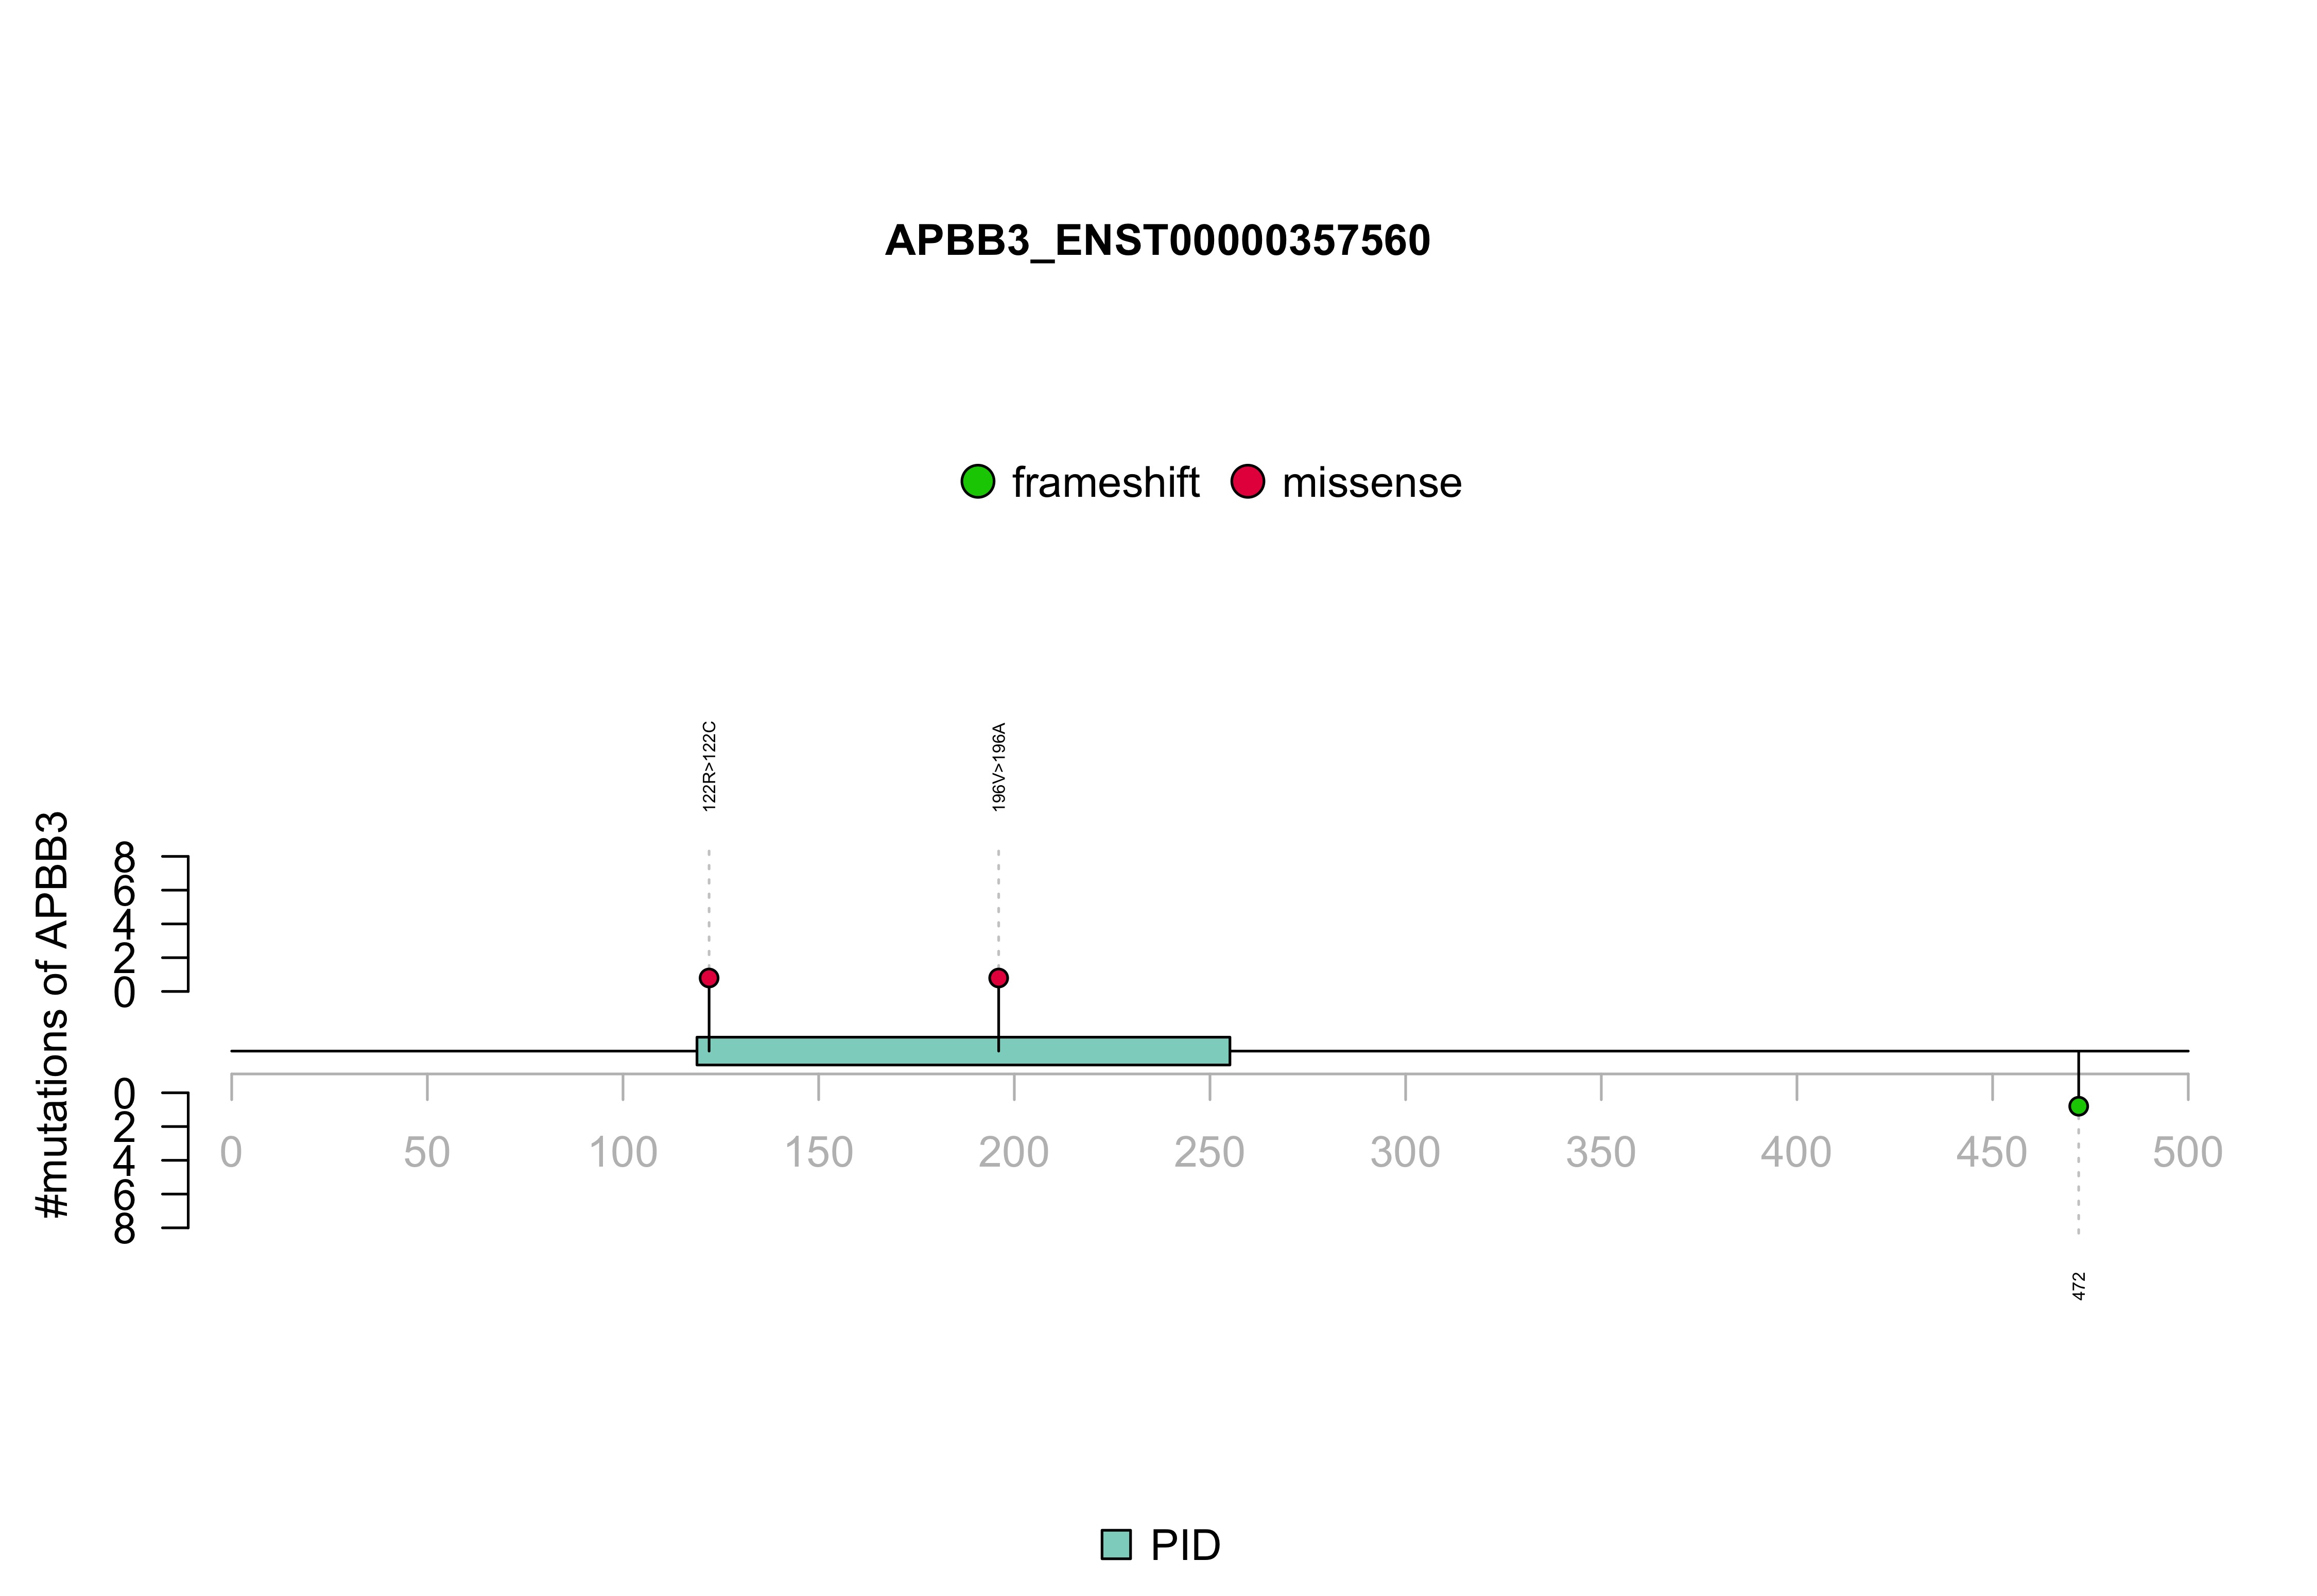 APBB3_ENST00000357560
frameshift missense
122R>122C
196V>196A
#mutations of APBB3
8
6
4
2
0
0
2
4
6
8
0 50 100 150 200 250 300 350 400 450 500
472
PID